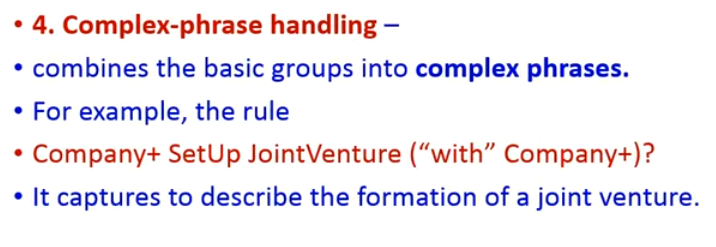 • 4. Complex-phrase handling –
• combines the basic groups into complex phrases.
• For example, the rule
• Company+ SetUp JointVenture (“with” Company+)?
• It captures to describe the formation of a joint venture.